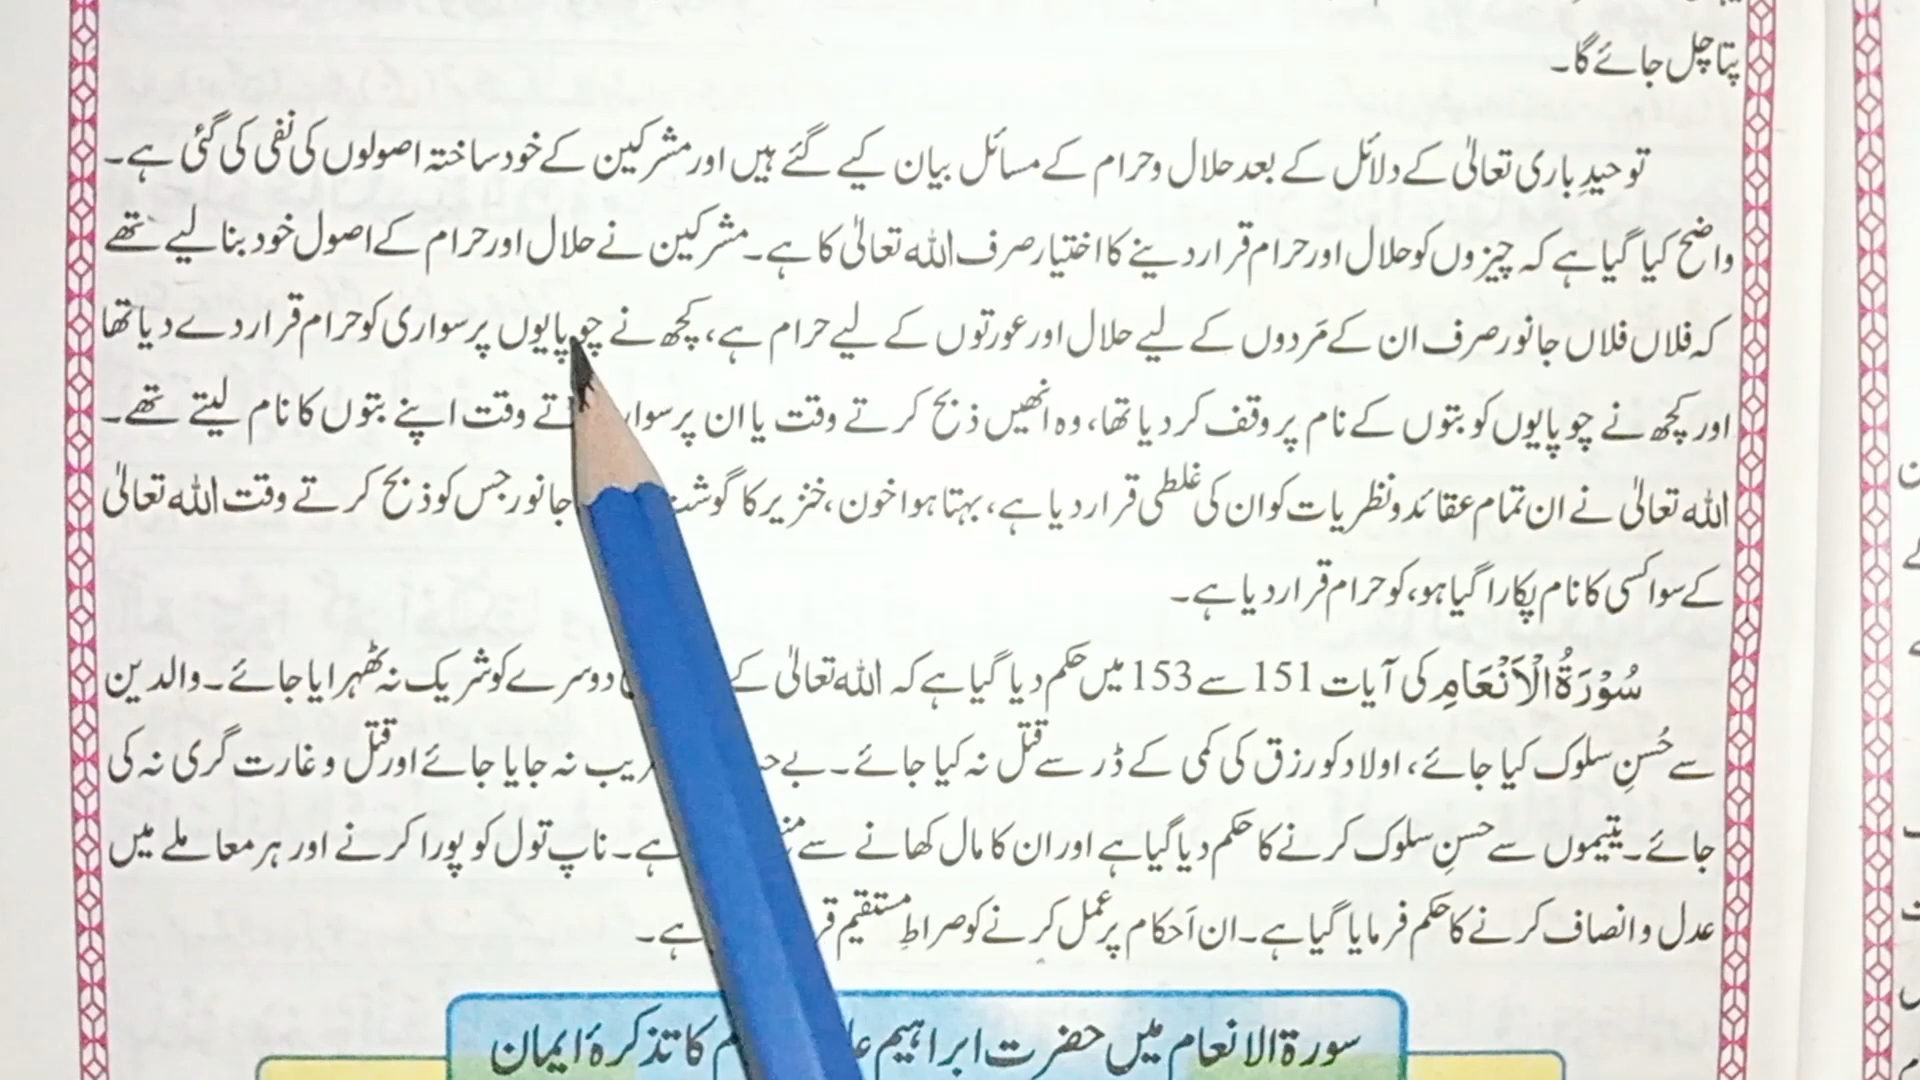 پتا چل جائے گا۔
توحیدِ باری تعالیٰ کے دلائل کے بعد حلال و حرام کے مسائل بیان کیے گئے ہیں اور مشرکین کے خود ساختہ اصولوں کی نفی کی گئی ہے۔
واضح کیا گیا ہے کہ چیزوں کو حلال اور حرام قرار دینے کا اختیار صرف اللہ تعالیٰ کا ہے۔ مشرکین نے حلال اور حرام کے اصول خود بنا لیے تھے
کہ فلاں فلاں جانور صرف ان کے مَردوں کے لیے حلال اور عورتوں کے لیے حرام ہے، کچھ نے چوپایوں پر سواری کو حرام قرار دے دیا تھا
اور کچھ نے چوپایوں کو بتوں کے نام پر وقف کر دیا تھا، وہ انھیں ذبح کرتے وقت یا ان پر وقت اپنے بتوں کا نام لیتے تھے۔
اللہ تعالیٰ نے ان تمام عقائد و نظریات کو ان کی غلطی قرار دیا ہے، بہتا ہوا خون، خنزیر کا گوشت جانور جس کو ذبح کرتے وقت اللہ تعالیٰ
کے سوا کسی کا نام پکارا گیا ہو، کو حرام قرار دیا ہے۔
سُوْرَۃُ الْاَنْعَامِ کی آیات 151 سے 153 میں حکم دیا گیا ہے کہ اللہ تعالیٰ کے دوسرے کو شریک نہ ٹھہرایا جائے۔ والدین
سے حُسنِ سلوک کیا جائے، اولاد کو رزق کی کمی کے ڈر سے قتل نہ کیا جائے۔ نہ جایا جائے اور قتل و غارت گری نہ کی
جائے۔ یتیموں سے حسنِ سلوک کرنے کا حکم دیا گیا ہے اور ان کا مال کھانے سے ہے۔ ناپ تول کو پورا کرنے اور ہر معاملے میں
عدل و انصاف کرنے کا حکم فرمایا گیا ہے۔ ان اَحکام پر عمل کرنے کو صراطِ مستقیم ہے۔
سورۃ الانعام میں حضرت ابراہیم کا تذکرۂ ایمان